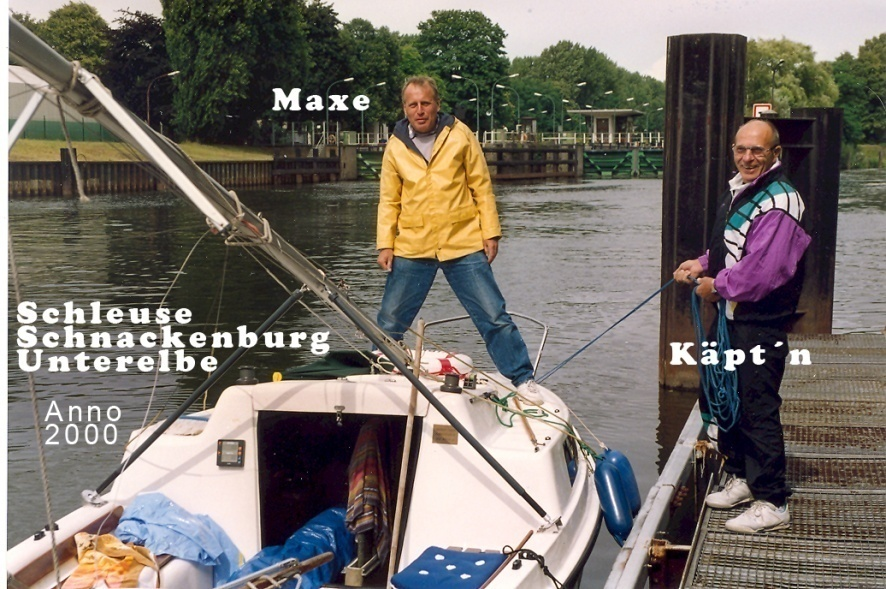 Maxe
Schleuse
Schnackenburg
Unterelbe
Käpt´n
Anno
2000